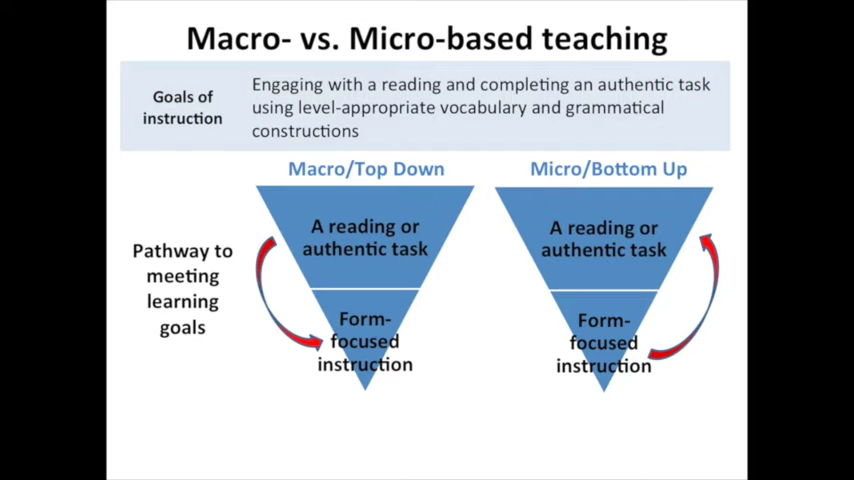 Macro- vs. Micro-based teaching
Goals of
instruction
Engaging with a reading and completing an authentic task
using level-appropriate vocabulary and grammatical
constructions
Macro/Top Down
Micro/Bottom Up
Pathway to
meeting
learning
goals
A reading or
authentic task
Form-
focused
instruction
A reading or
authentic task
Form-
focused
instruction